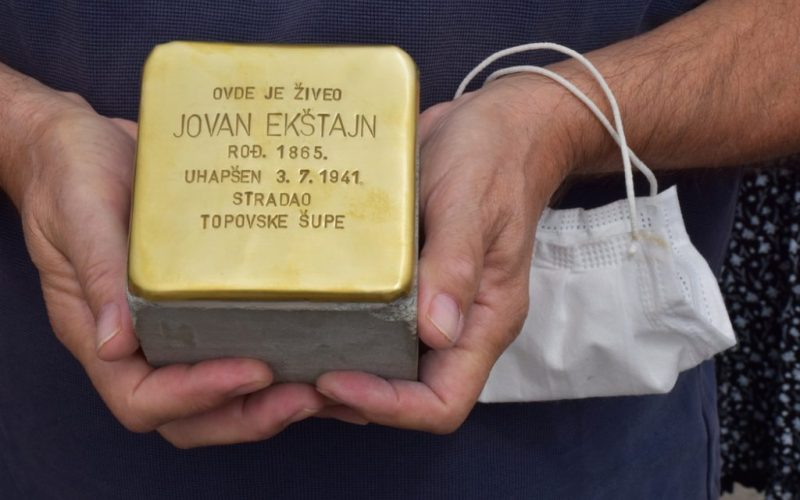 OVDE JE ŽIVEO
JOVAN EKŠTAJN
ROĐ. 1865.
UHAPŠEN 3. 7. 1941.
STRADAO
TOPOVSKE ŠUPE